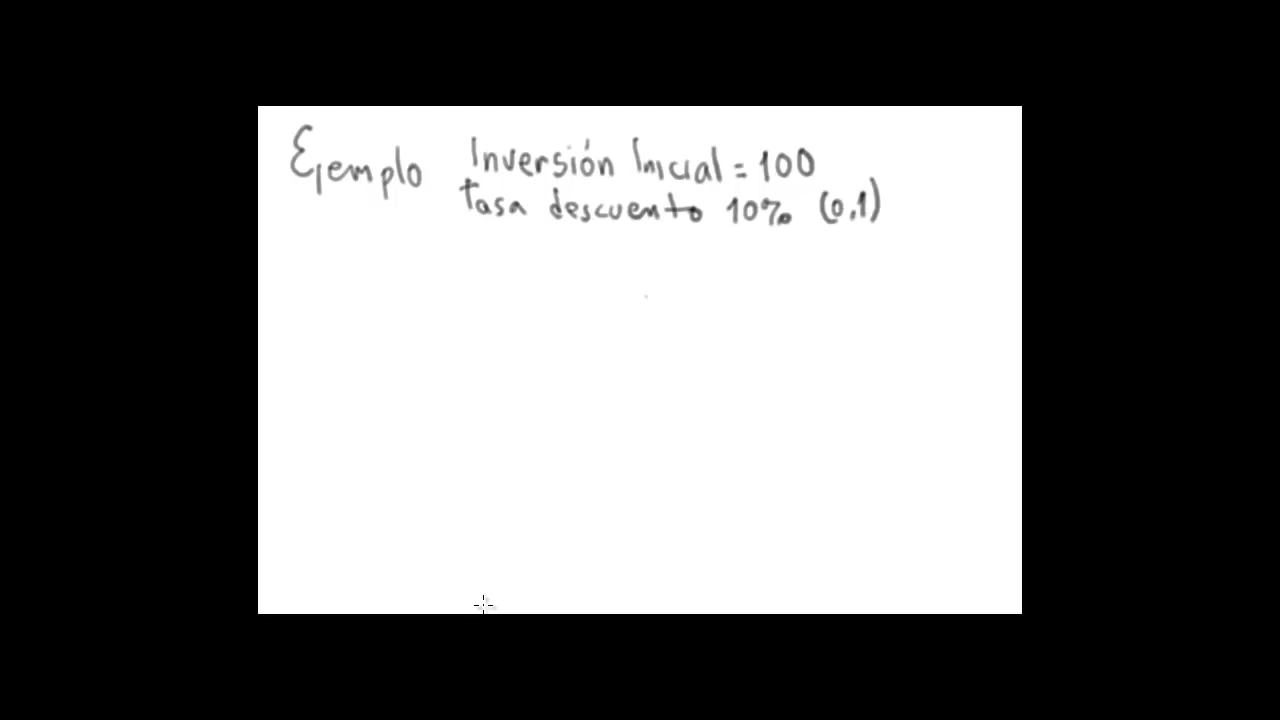 Ejemplo Inversión Inicial = 100
tasa descuento 10% (0,1)